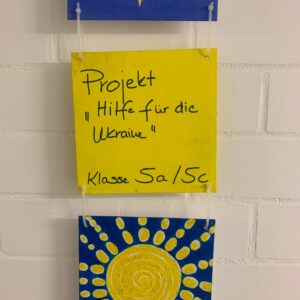 Projekt
„Hilfe für die
Ukraine"
Klasse 5a/5c